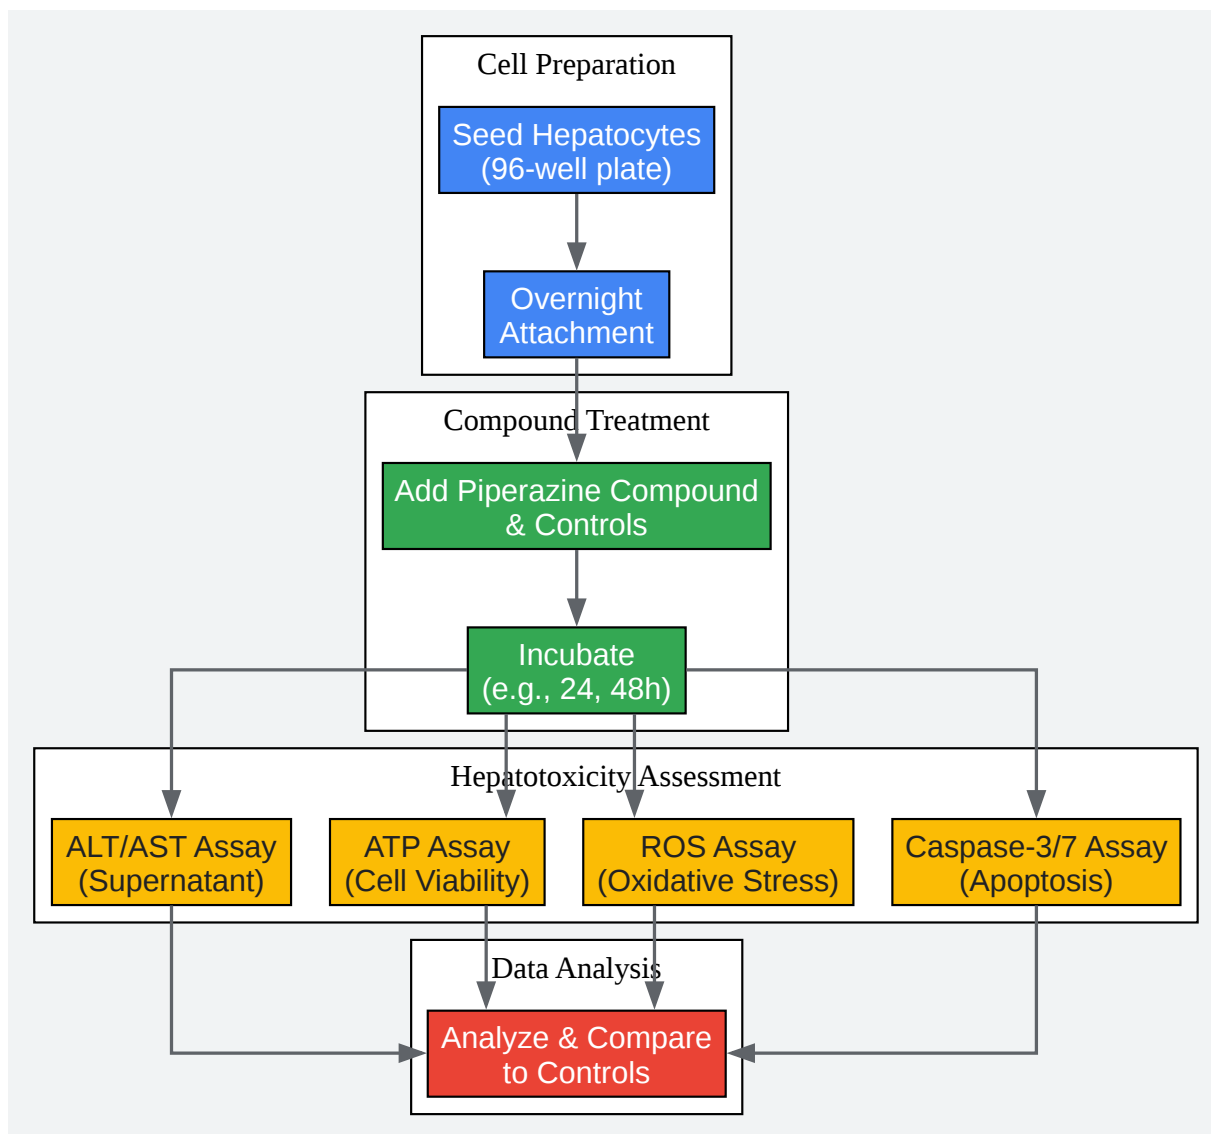 Cell Preparation
Seed Hepatocytes
(96-well plate)
Overnight
Attachment
Compound Treatment
Add Piperazine Compound
& Controls
Incubate
(e.g., 24, 48h)
Hepatotoxicity Assessment
ALT/AST Assay
(Supernatant)
ATP Assay
(Cell Viability)
ROS Assay
(Oxidative Stress)
Caspase-3/7 Assay
(Apoptosis)
Data Analysis
Analyze & Compare
to Controls